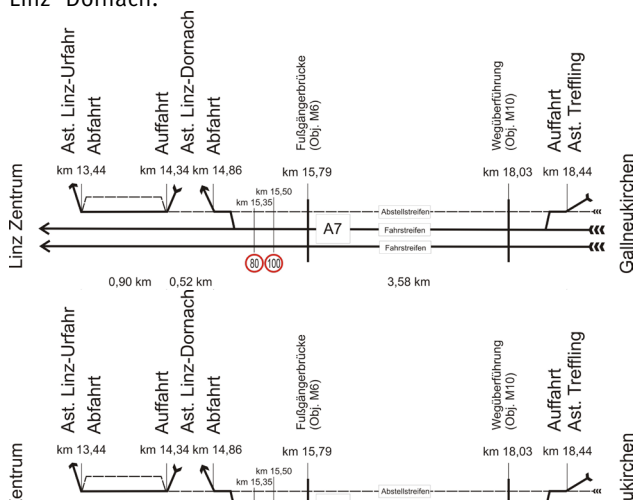 Linz-Dornach.
Ast. Linz-Urfahr
Abfahrt
Auffahrt
Ast. Linz-Dornach
Abfahrt
Fußgängerbrücke
(Obj. M6)
Wegüberführung
(Obj. M10)
Auffahrt
Ast. Treffling
km 13,44
km 14,34
km 14,86
km 15,79
km 18,03
km 18,44
km 15,50
km 15,35
Abstellstreifen
Linz Zentrum
A7
Fahrstreifen
Gallneukirchen
Fahrstreifen
80
100
0,90 km
0,52 km
3,58 km
Ast. Linz-Urfahr
Abfahrt
Auffahrt
Ast. Linz-Dornach
Abfahrt
Fußgängerbrücke
(Obj. M6)
Wegüberführung
(Obj. M10)
Auffahrt
Ast. Treffling
km 13,44
km 14,34
km 14,86
km 15,79
km 18,03
km 18,44
km 15,50
km 15,35
Abstellstreifen